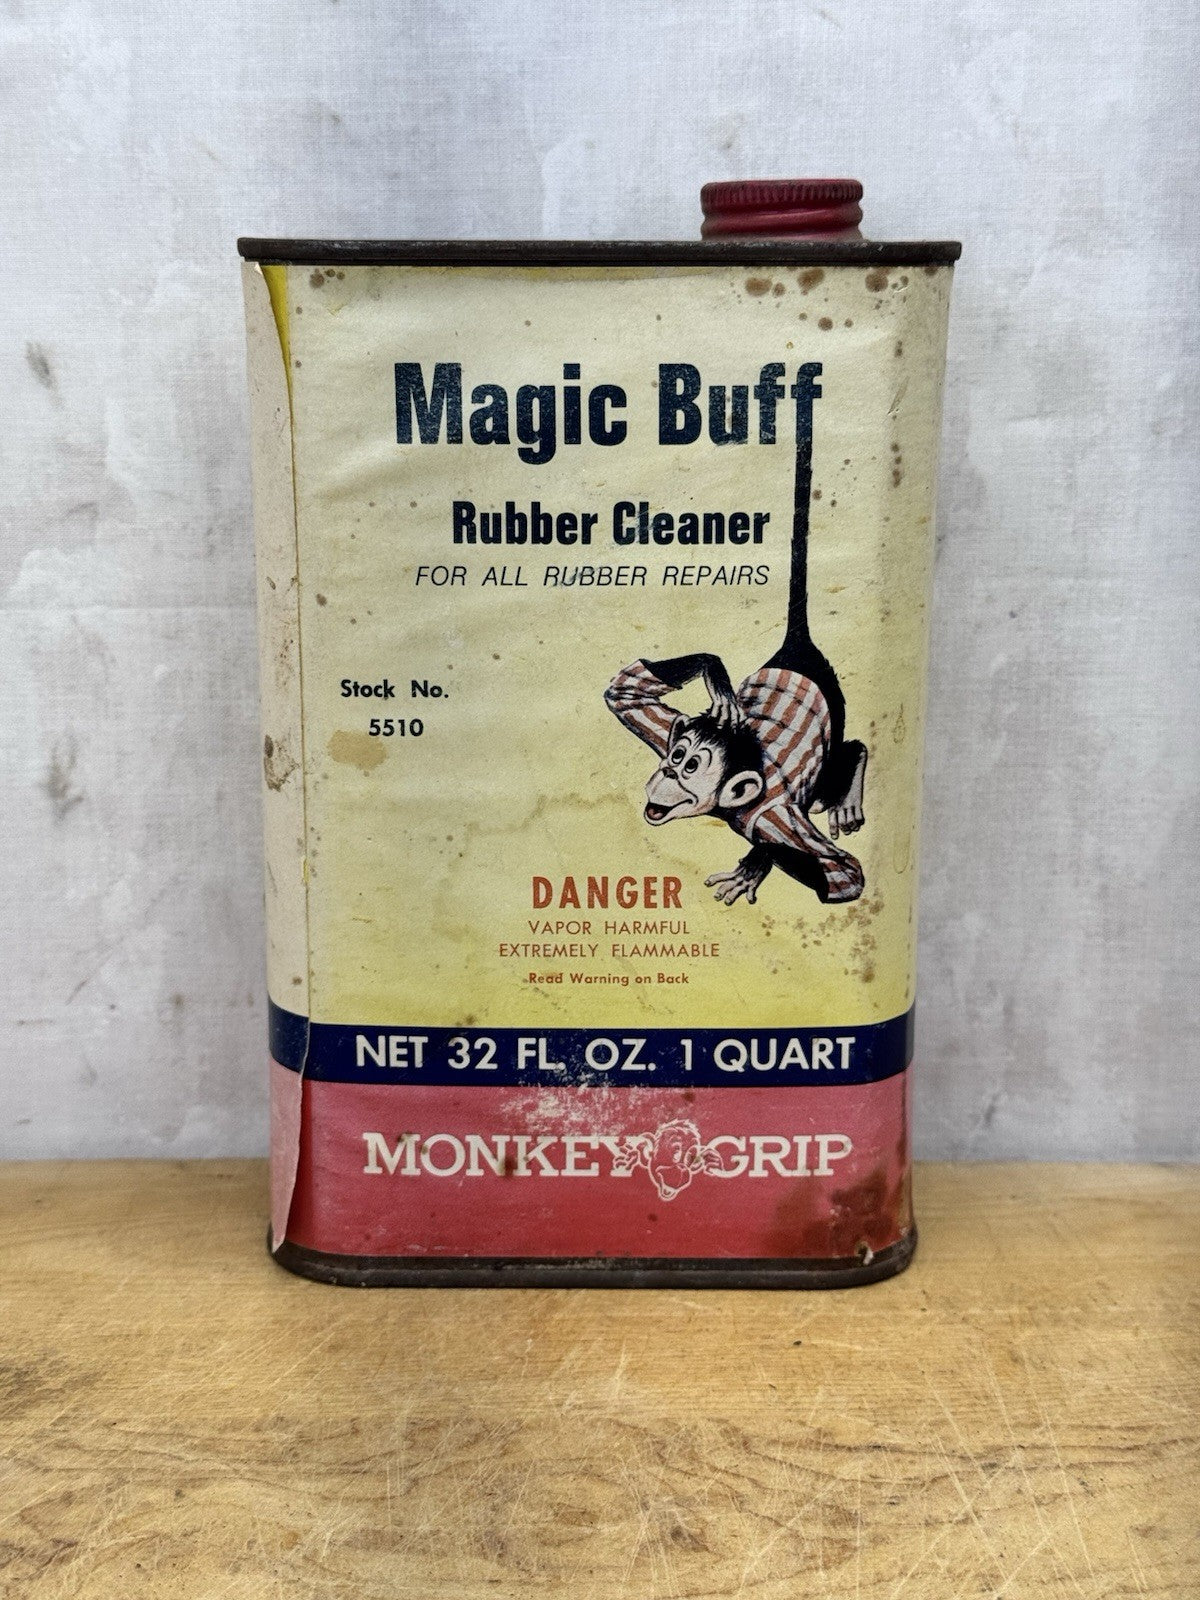 Magic Buff
Rubber Cleaner
FOR ALL RUBBER REPAIRS
Stock No.
5510
DANGER
VAPOR HARMFUL
EXTREMELY FLAMMABLE
Read Warning on Back
NET 32 FL. OZ. 1 QUART
MONKEY GRIP